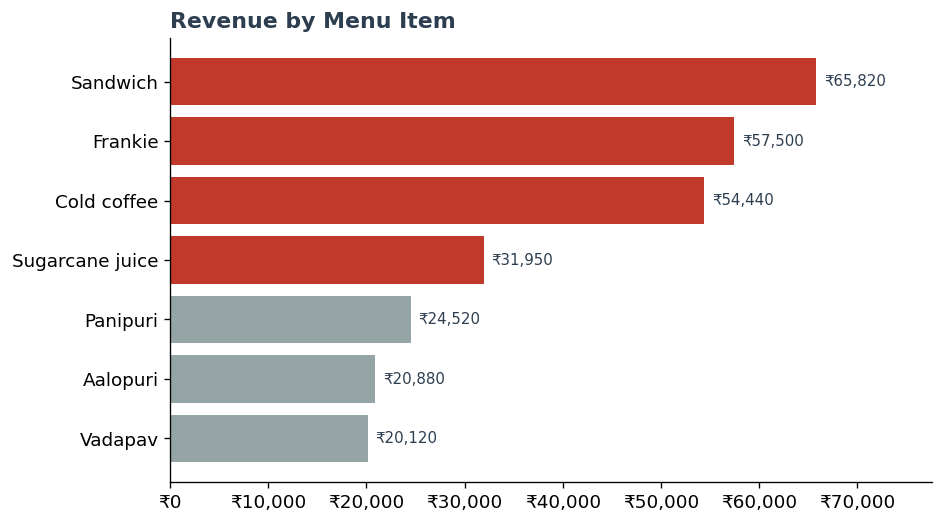 Revenue by Menu Item
Sandwich ₹65,820
Frankie ₹57,500
Cold coffee ₹54,440
Sugarcane juice ₹31,950
Panipuri ₹24,520
Aalopuri ₹20,880
Vadapav ₹20,120
₹0 ₹10,000 ₹20,000 ₹30,000 ₹40,000 ₹50,000 ₹60,000 ₹70,000